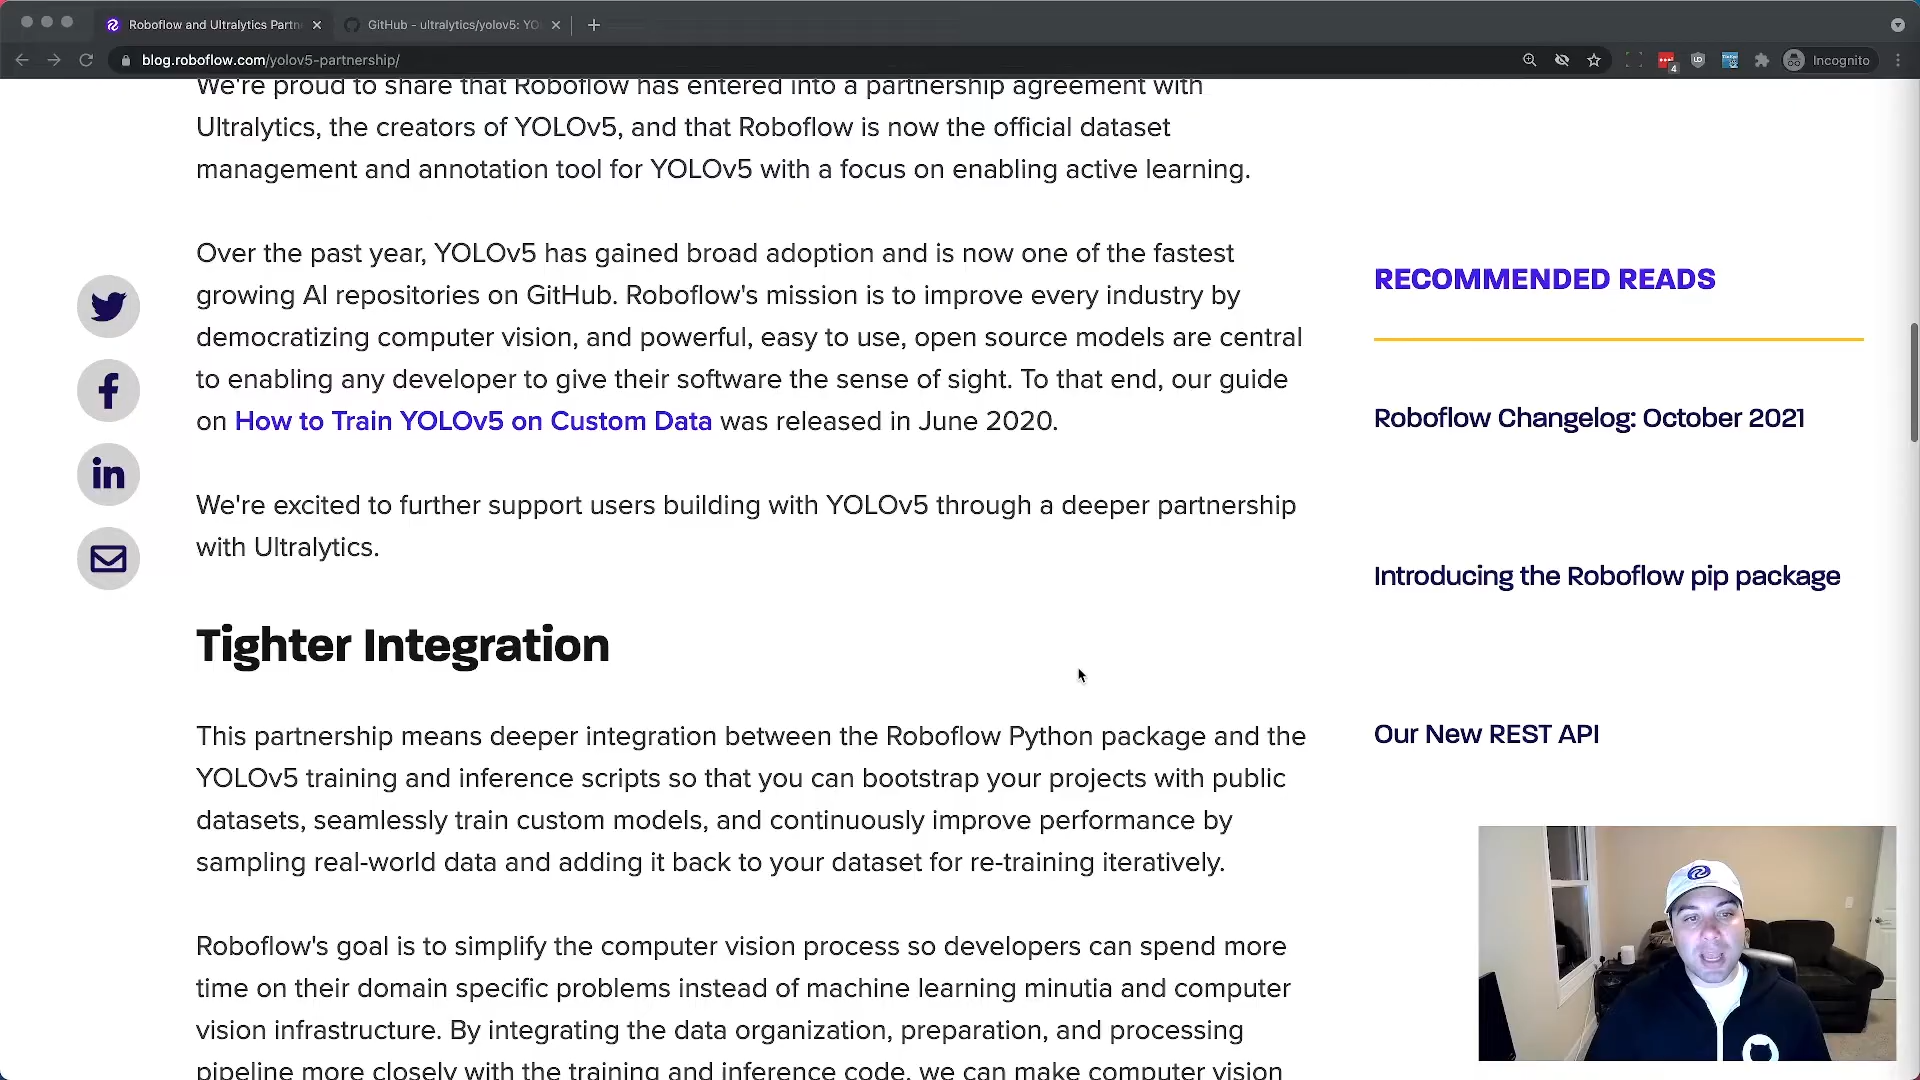 Roboflow and Ultralytics Partn
GitHub - ultralytics/yolov5: YO
blog.roboflow.com/yolov5-partnership/
4
Incognito
We're proud to share that Roboflow has entered into a partnership agreement with
Ultralytics, the creators of YOLOv5, and that Roboflow is now the official dataset
management and annotation tool for YOLOv5 with a focus on enabling active learning.
Over the past year, YOLOv5 has gained broad adoption and is now one of the fastest
growing AI repositories on GitHub. Roboflow's mission is to improve every industry by
democratizing computer vision, and powerful, easy to use, open source models are central
to enabling any developer to give their software the sense of sight. To that end, our guide
on How to Train YOLOv5 on Custom Data was released in June 2020.
We're excited to further support users building with YOLOv5 through a deeper partnership
with Ultralytics.
Tighter Integration
This partnership means deeper integration between the Roboflow Python package and the
YOLOv5 training and inference scripts so that you can bootstrap your projects with public
datasets, seamlessly train custom models, and continuously improve performance by
sampling real-world data and adding it back to your dataset for re-training iteratively.
Roboflow's goal is to simplify the computer vision process so developers can spend more
time on their domain specific problems instead of machine learning minutia and computer
vision infrastructure. By integrating the data organization, preparation, and processing
pipeline more closely with the training and inference code, we can make computer vision
RECOMMENDED READS
Roboflow Changelog: October 2021
Introducing the Roboflow pip package
Our New REST API